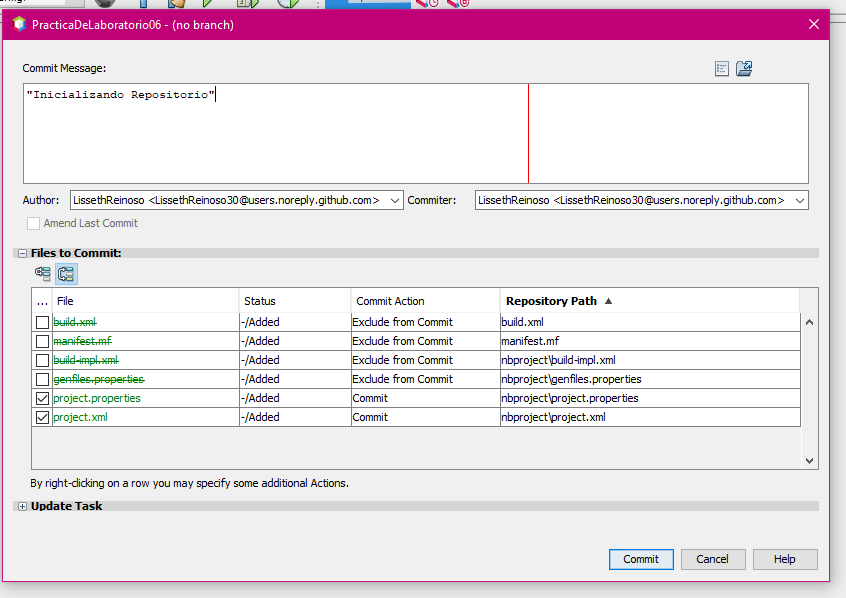 PracticaDeLaboratorio06 - (no branch)
Commit Message:
"Inicializando Repositorio"
Author: LissethReinoso <LissethReinoso30@users.noreply.github.com> Commiter: LissethReinoso <LissethReinoso30@users.noreply.github.com>
Amend Last Commit
Files to Commit:
... File Status Commit Action Repository Path
build.xml -/Added Exclude from Commit build.xml
manifest.mf -/Added Exclude from Commit manifest.mf
build-impl.xml -/Added Exclude from Commit nbproject\build-impl.xml
genfiles.properties -/Added Exclude from Commit nbproject\genfiles.properties
project.properties -/Added Commit nbproject\project.properties
project.xml -/Added Commit nbproject\project.xml
By right-clicking on a row you may specify some additional Actions.
Update Task
Commit Cancel Help